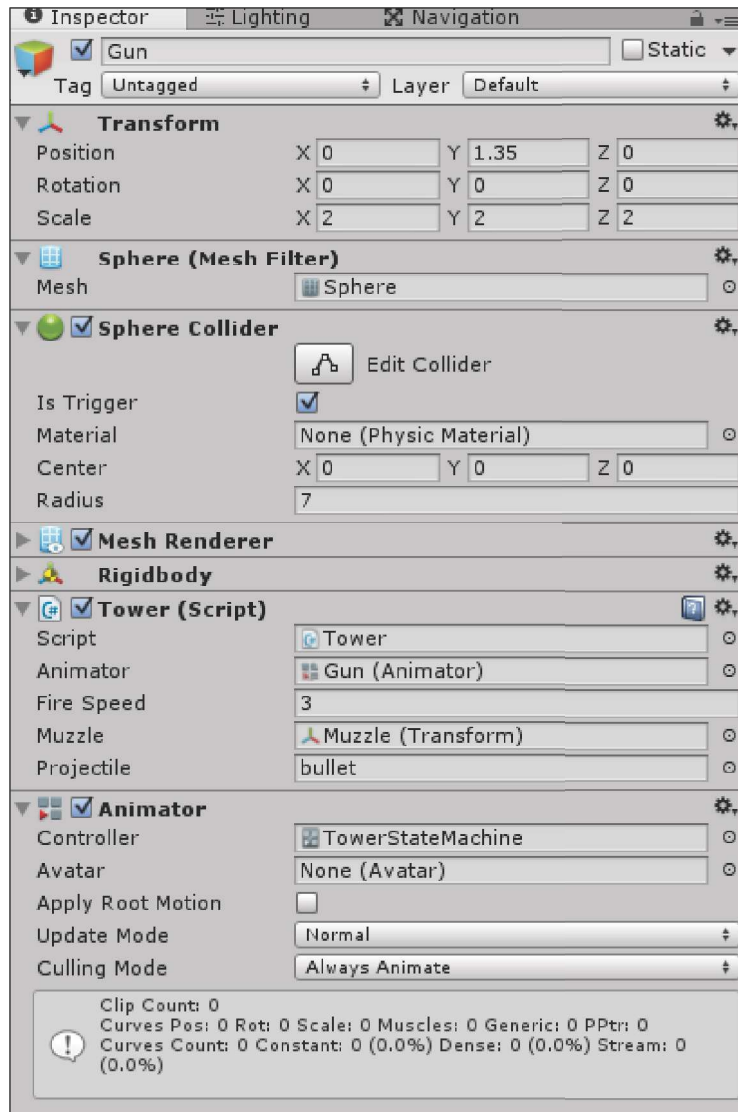 Inspector Lighting Navigation
Gun Static
Tag Untagged Layer Default
Transform
Position X 0 Y 1.35 Z 0
Rotation X 0 Y 0 Z 0
Scale X 2 Y 2 Z 2
Sphere (Mesh Filter)
Mesh Sphere
Sphere Collider
Edit Collider
Is Trigger
Material None (Physic Material)
Center X 0 Y 0 Z 0
Radius 7
Mesh Renderer
Rigidbody
C# Tower (Script)
Script Tower
Animator Gun (Animator)
Fire Speed 3
Muzzle Muzzle (Transform)
Projectile bullet
Animator
Controller TowerStateMachine
Avatar None (Avatar)
Apply Root Motion
Update Mode Normal
Culling Mode Always Animate
Clip Count: 0
Curves Pos: 0 Rot: 0 Scale: 0 Muscles: 0 Generic: 0 PPtr: 0
Curves Count: 0 Constant: 0 (0.0%) Dense: 0 (0.0%) Stream: 0
(0.0%)